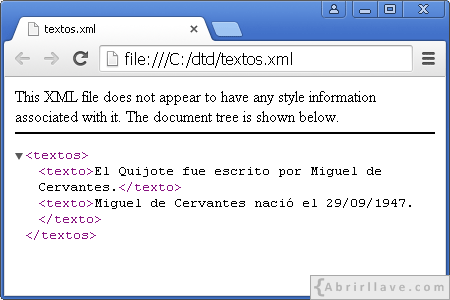 textos.xml
file:///C:/dtd/textos.xml
This XML file does not appear to have any style information
associated with it. The document tree is shown below.
▼<textos>
<texto>El Quijote fue escrito por Miguel de
Cervantes.</texto>
<texto>Miguel de Cervantes nació el 29/09/1947.
</texto>
</textos>
{Abrirllave.com